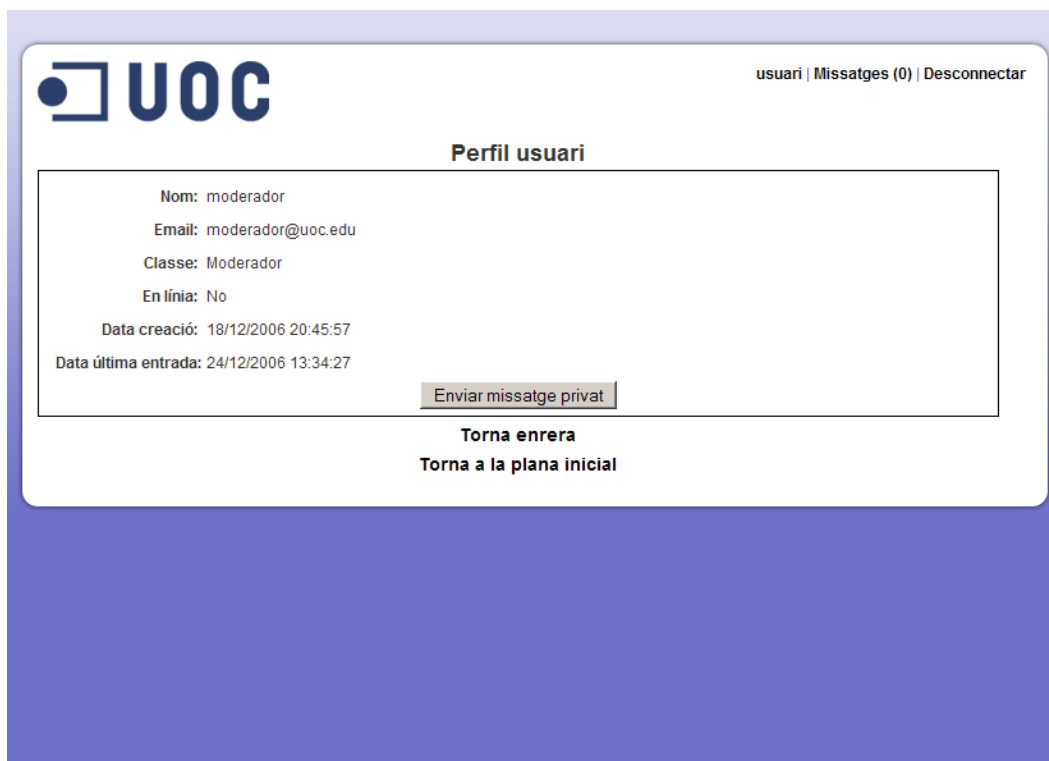 UOC
usuari | Missatges (0) | Desconnectar
Perfil usuari
Nom: moderador
Email: moderador@uoc.edu
Classe: Moderador
En línia: No
Data creació: 18/12/2006 20:45:57
Data última entrada: 24/12/2006 13:34:27
Enviar missatge privat
Torna enrera
Torna a la plana inicial